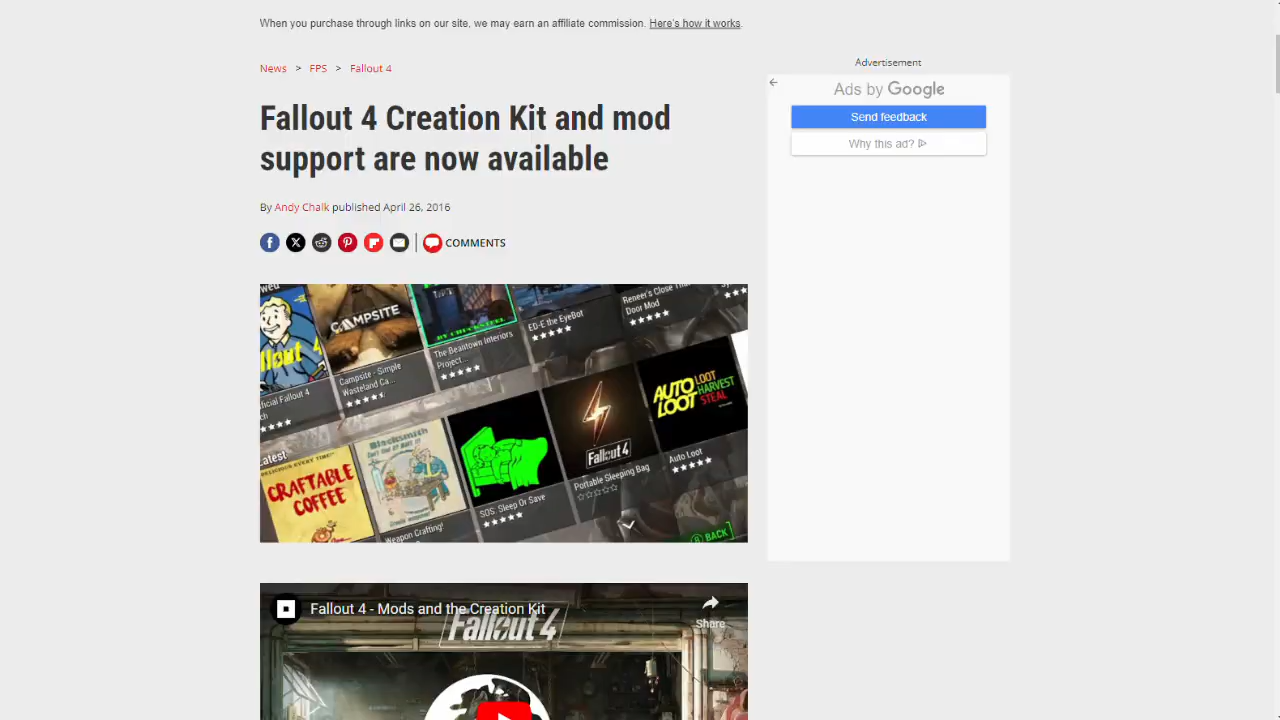 When you purchase through links on our site, we may earn an affiliate commission. Here's how it works.
News > FPS > Fallout 4
Advertisement
Ads by Google
Send feedback
Why this ad?
Fallout 4 Creation Kit and mod
support are now available
By Andy Chalk published April 26, 2016
COMMENTS
CAMPSITE
Campsite - Simple
Wasteland Ca...
BY CHUCKSTEEL
The Beantown Interiors
Project...
ED-E the EyeBot
Reneer's Close
Door Mod
Latest
CRAFTABLE
COFFEE
Blacksmith
Weapon Crafting!
SOS: Sleep Or Save
Fallout 4
Portable Sleeping Bag
AUTO LOOT
LOOT HARVEST
STEAL
Auto Loot
BACK
Fallout 4 - Mods and the Creation Kit
Share
Fallout 4